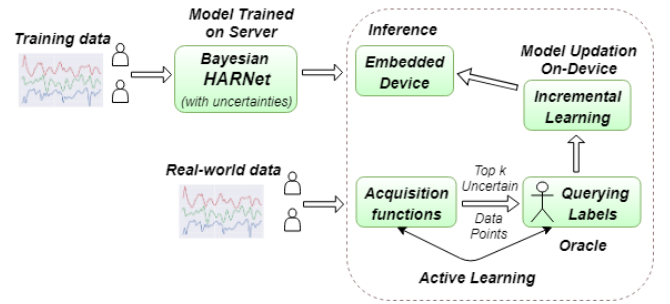 Training data
Model Trained
on Server
Bayesian
HARNet
(with uncertainties)
Inference
Embedded
Device
Model Updation
On-Device
Incremental
Learning
Real-world data
Acquisition
functions
Top k
Uncertain
Data
Points
Querying
Labels
Oracle
Active Learning